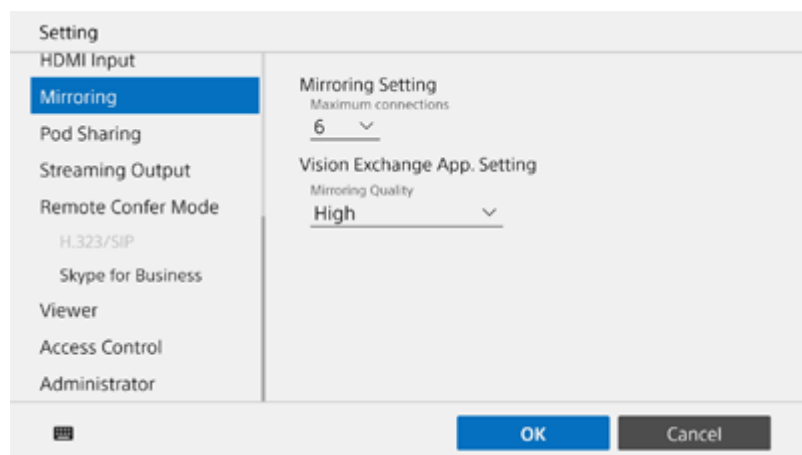 Setting
HDMI Input
Mirroring
Pod Sharing
Streaming Output
Remote Confer Mode
H.323/SIP
Skype for Business
Viewer
Access Control
Administrator
Mirroring Setting
Maximum connections
6
Vision Exchange App. Setting
Mirroring Quality
High
OK
Cancel